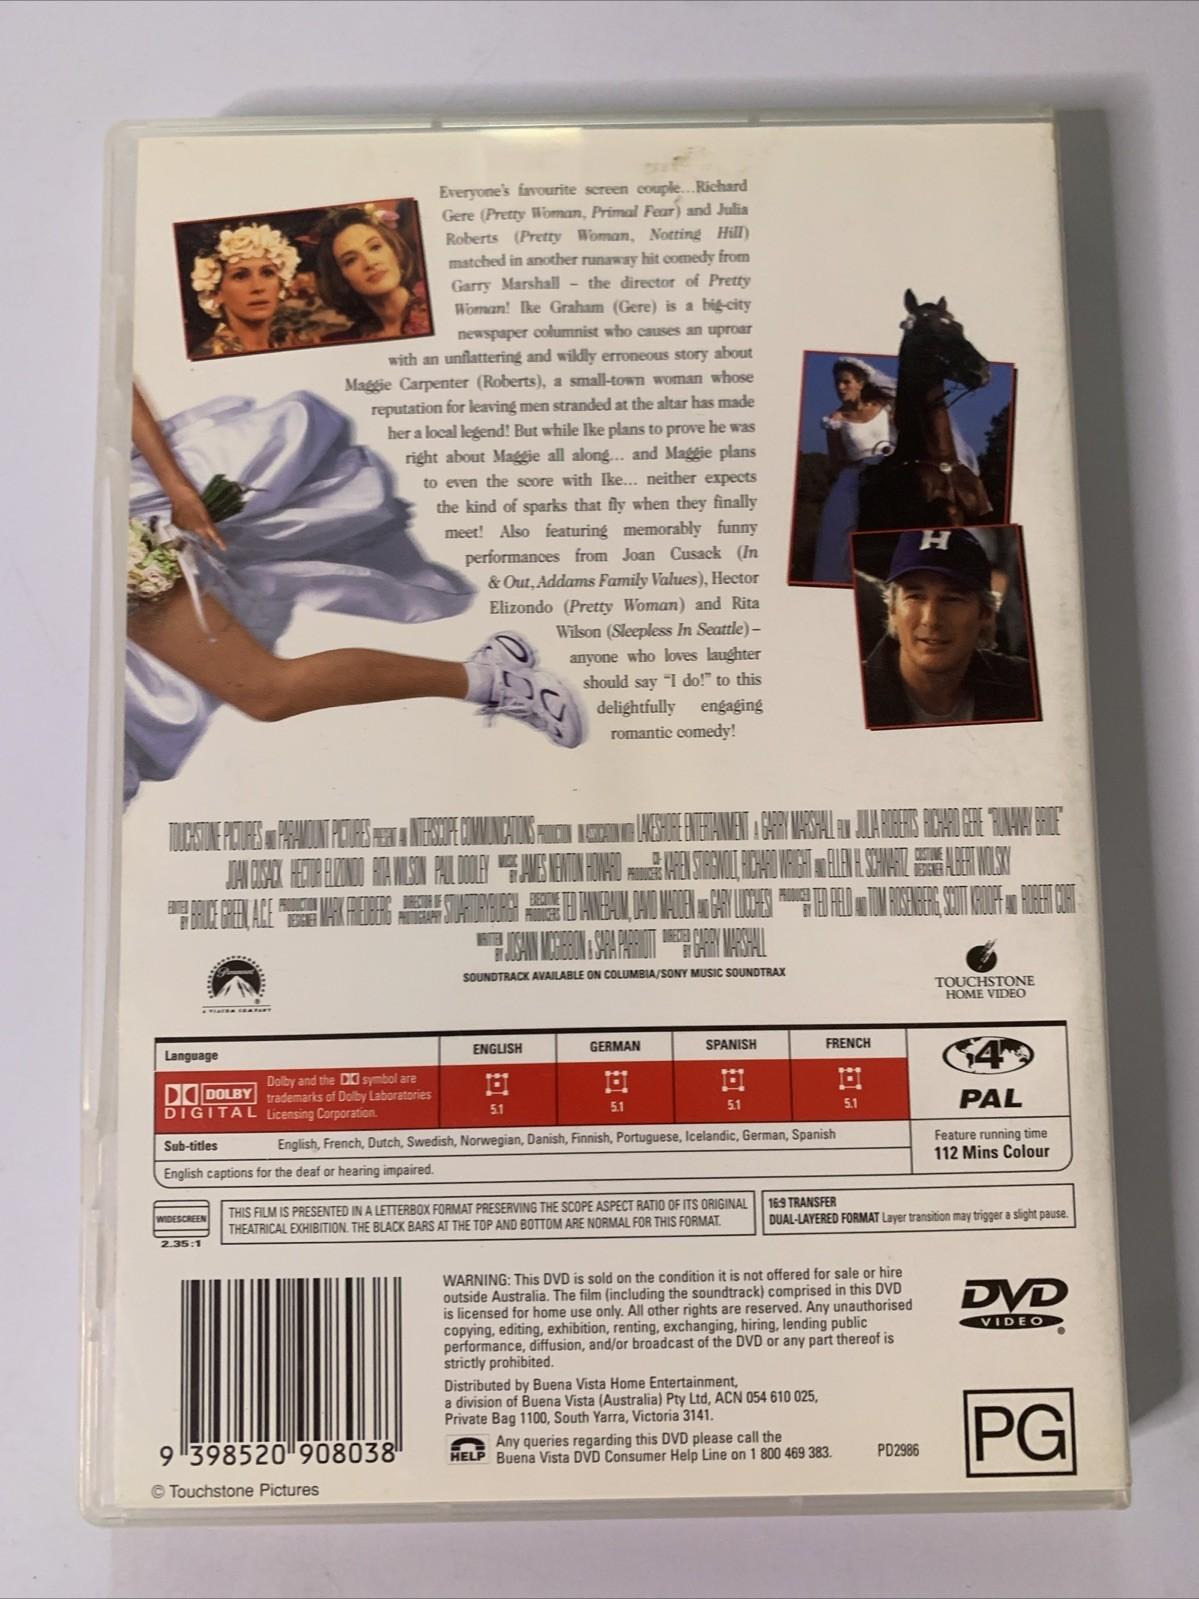 Everyone's favourite screen couple...Richard
Gere (Pretty Woman, Primal Fear) and Julia
Roberts (Pretty Woman, Notting Hill)
matched in another runaway hit comedy from
Garry Marshall – the director of Pretty
Woman! Ike Graham (Gere) is a big-city
newspaper columnist who causes an uproar
with an unflattering and wildly erroneous story about
Maggie Carpenter (Roberts), a small-town woman whose
reputation for leaving men stranded at the altar has made
her a local legend! But while Ike plans to prove he was
right about Maggie all along... and Maggie plans
to even the score with Ike... neither expects
the kind of sparks that fly when they finally
meet! Also featuring memorably funny
performances from Joan Cusack (In
& Out, Addams Family Values), Hector
Elizondo (Pretty Woman) and Rita
Wilson (Sleepless In Seattle) –
anyone who loves laughter
should say "I do!" to this
delightfully engaging
romantic comedy!
H
TOUCHSTONE PICTURES AND PARAMOUNT PICTURES PRESENT AN INTERSCOPE COMMUNICATIONS PRODUCTION IN ASSOCIATION WITH LAKESHORE ENTERTAINMENT A GARRY MARSHALL FILM JULIA ROBERTS RICHARD GERE "RUNAWAY BRIDE"
JOAN CUSACK HECTOR ELIZONDO RITA WILSON PAUL DOOLEY MUSIC BY JAMES NEWTON HOWARD CO-PRODUCERS KAREN STIRGWOLT, RICHARD WRIGHT AND ELLEN H. SCHWARTZ COSTUME DESIGNER ALBERT WOLSKY
EDITED BY BRUCE GREEN, A.C.E. PRODUCTION DESIGNER MARK FRIEDBERG DIRECTOR OF PHOTOGRAPHY STUART DRYBURGH EXECUTIVE PRODUCERS TED TANNEBAUM, DAVID MADDEN AND GARY LUCCHESI PRODUCED BY TED FIELD AND TOM ROSENBERG, SCOTT KROOPF AND ROBERT CORT
WRITTEN BY JOSANN MCGIBBON & SARA PARRIOTT DIRECTED BY GARRY MARSHALL
SOUNDTRACK AVAILABLE ON COLUMBIA/SONY MUSIC SOUNDTRAX
Paramount
A VIACOM COMPANY
TOUCHSTONE
HOME VIDEO
Language ENGLISH GERMAN SPANISH FRENCH
DOLBY
DIGITAL
Dolby and the DD symbol are
trademarks of Dolby Laboratories
Licensing Corporation.
5.1 5.1 5.1 5.1
4
PAL
Sub-titles English, French, Dutch, Swedish, Norwegian, Danish, Finnish, Portuguese, Icelandic, German, Spanish
English captions for the deaf or hearing impaired.
Feature running time
112 Mins Colour
WIDESCREEN
2.35:1
THIS FILM IS PRESENTED IN A LETTERBOX FORMAT PRESERVING THE SCOPE ASPECT RATIO OF ITS ORIGINAL
THEATRICAL EXHIBITION. THE BLACK BARS AT THE TOP AND BOTTOM ARE NORMAL FOR THIS FORMAT.
16:9 TRANSFER
DUAL-LAYERED FORMAT Layer transition may trigger a slight pause.
WARNING: This DVD is sold on the condition it is not offered for sale or hire
outside Australia. The film (including the soundtrack) comprised in this DVD
is licensed for home use only. All other rights are reserved. Any unauthorised
copying, editing, exhibition, renting, exchanging, hiring, lending public
performance, diffusion, and/or broadcast of the DVD or any part thereof is
strictly prohibited.
Distributed by Buena Vista Home Entertainment,
a division of Buena Vista (Australia) Pty Ltd, ACN 054 610 025,
Private Bag 1100, South Yarra, Victoria 3141.
HELP
Any queries regarding this DVD please call the
Buena Vista DVD Consumer Help Line on 1 800 469 383.
PD2986
DVD
VIDEO
®
PG
9 398520 908038
© Touchstone Pictures